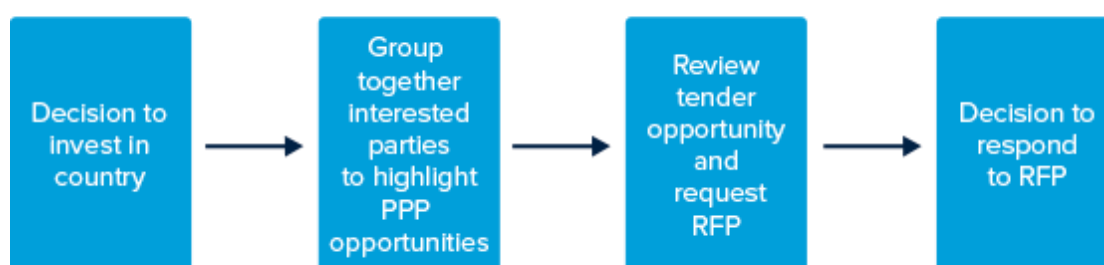 Decision to
invest in
country
Group
together
interested
parties
to highlight
PPP
opportunities
Review
tender
opportunity
and
request
RFP
Decision to
respond
to RFP